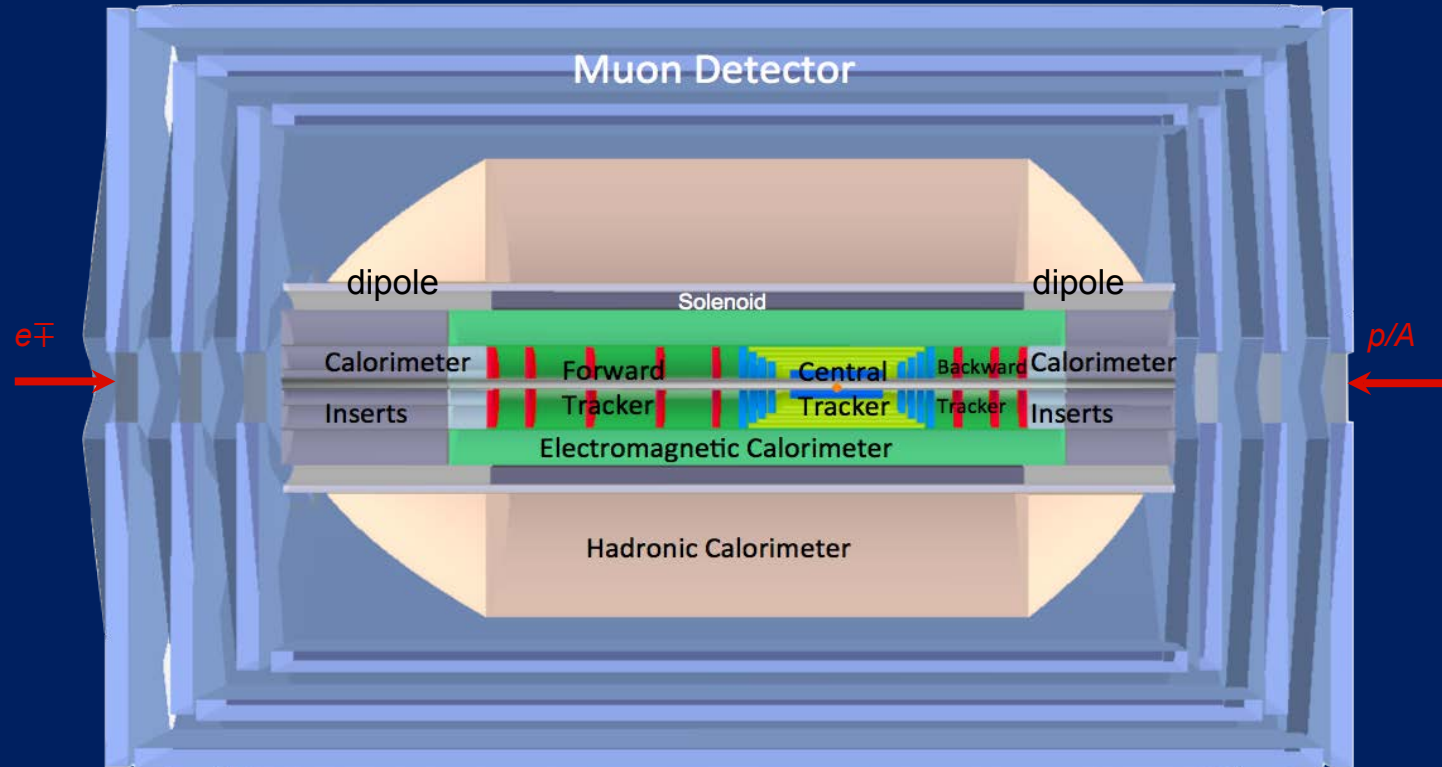 Muon Detector
dipole
dipole
Solenoid
e∓
p/A
Calorimeter
Forward
Central
Backward
Calorimeter
Inserts
Tracker
Tracker
Tracker
Inserts
Electromagnetic Calorimeter
Hadronic Calorimeter